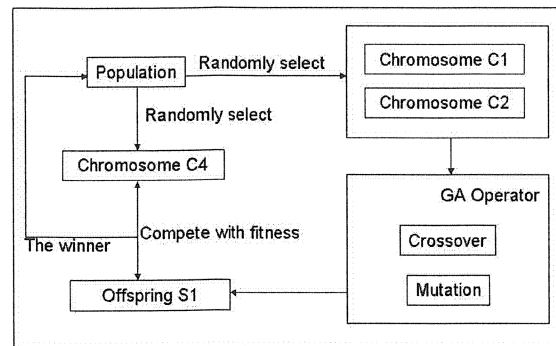 Population
Randomly select
Chromosome C1
Chromosome C2
Randomly select
Chromosome C4
GA Operator
The winner
Compete with fitness
Crossover
Offspring S1
Mutation